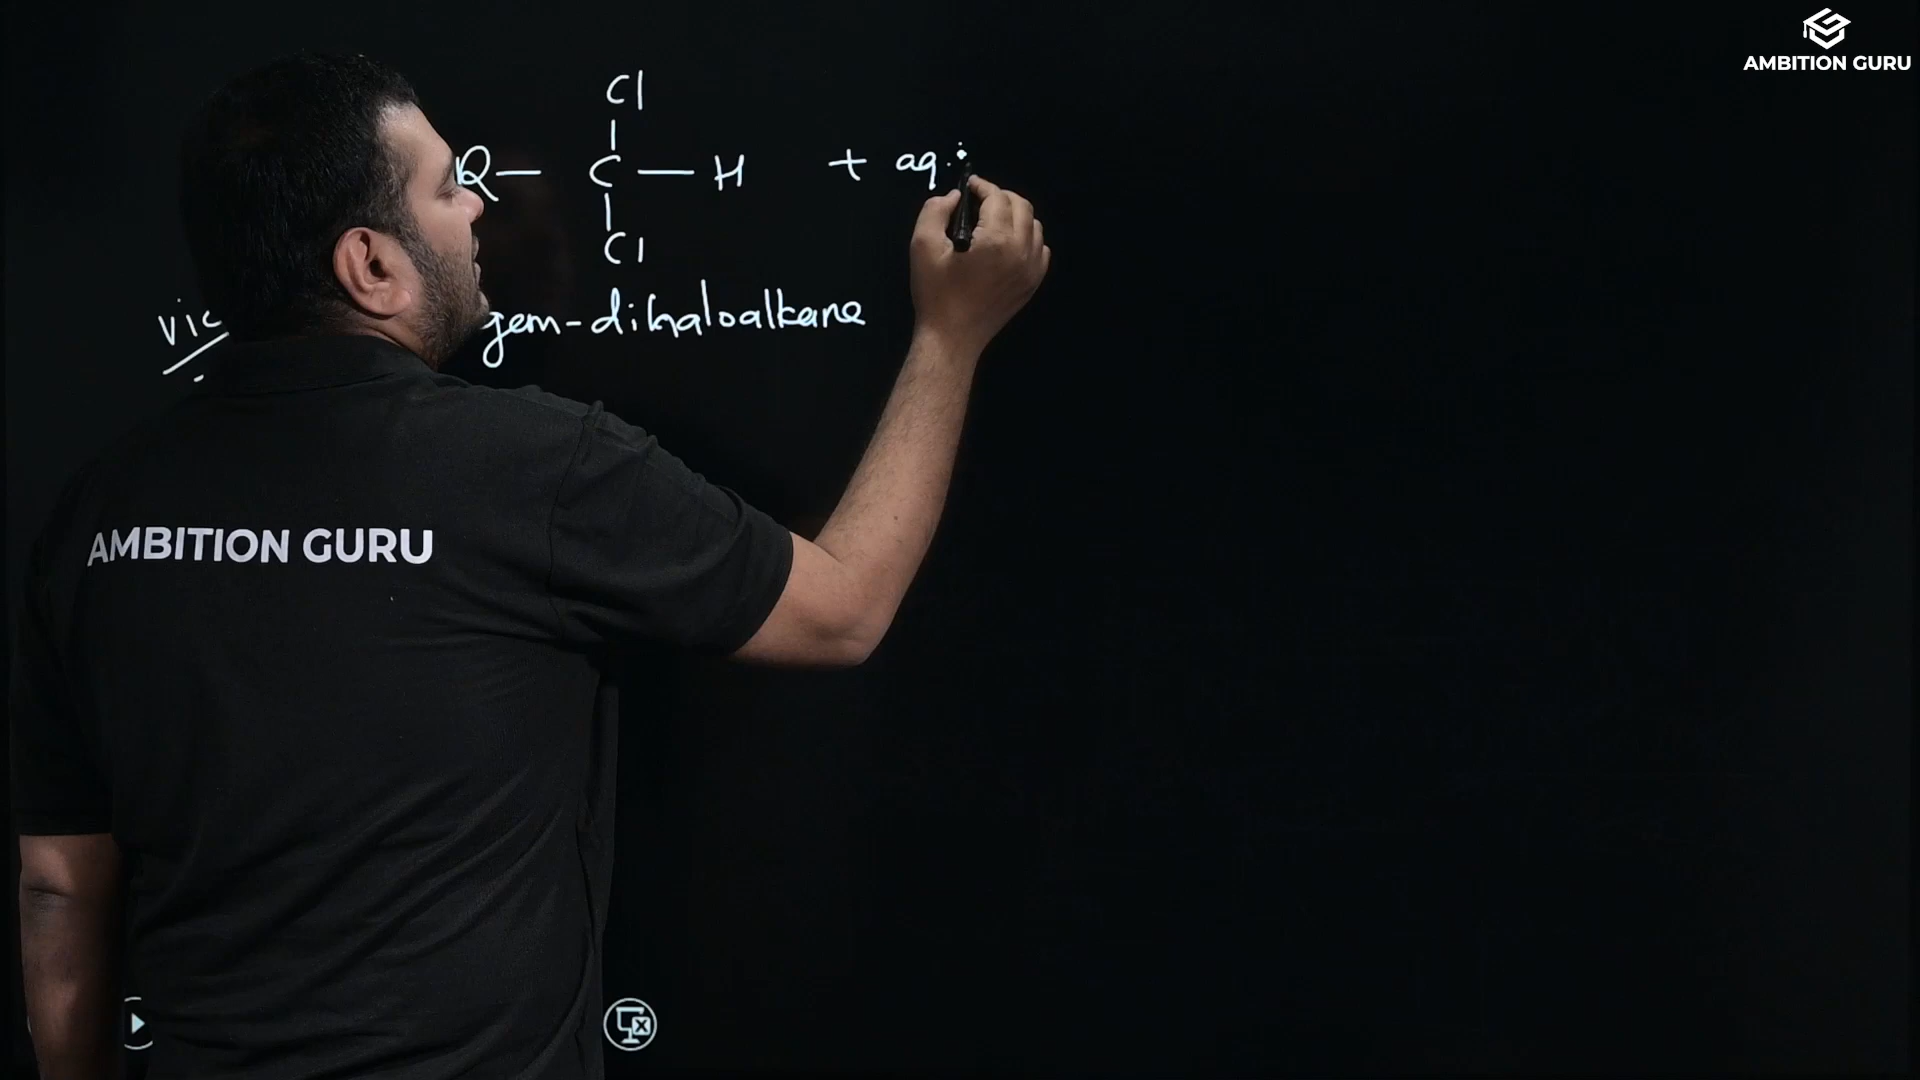 AMBITION GURU
Cl
|
R— C — H + aq.
|
Cl
vic gem-dihaloalkane
AMBITION GURU